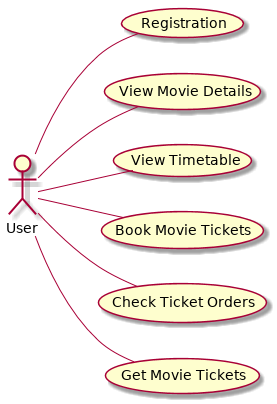 Registration
View Movie Details
View Timetable
User
Book Movie Tickets
Check Ticket Orders
Get Movie Tickets